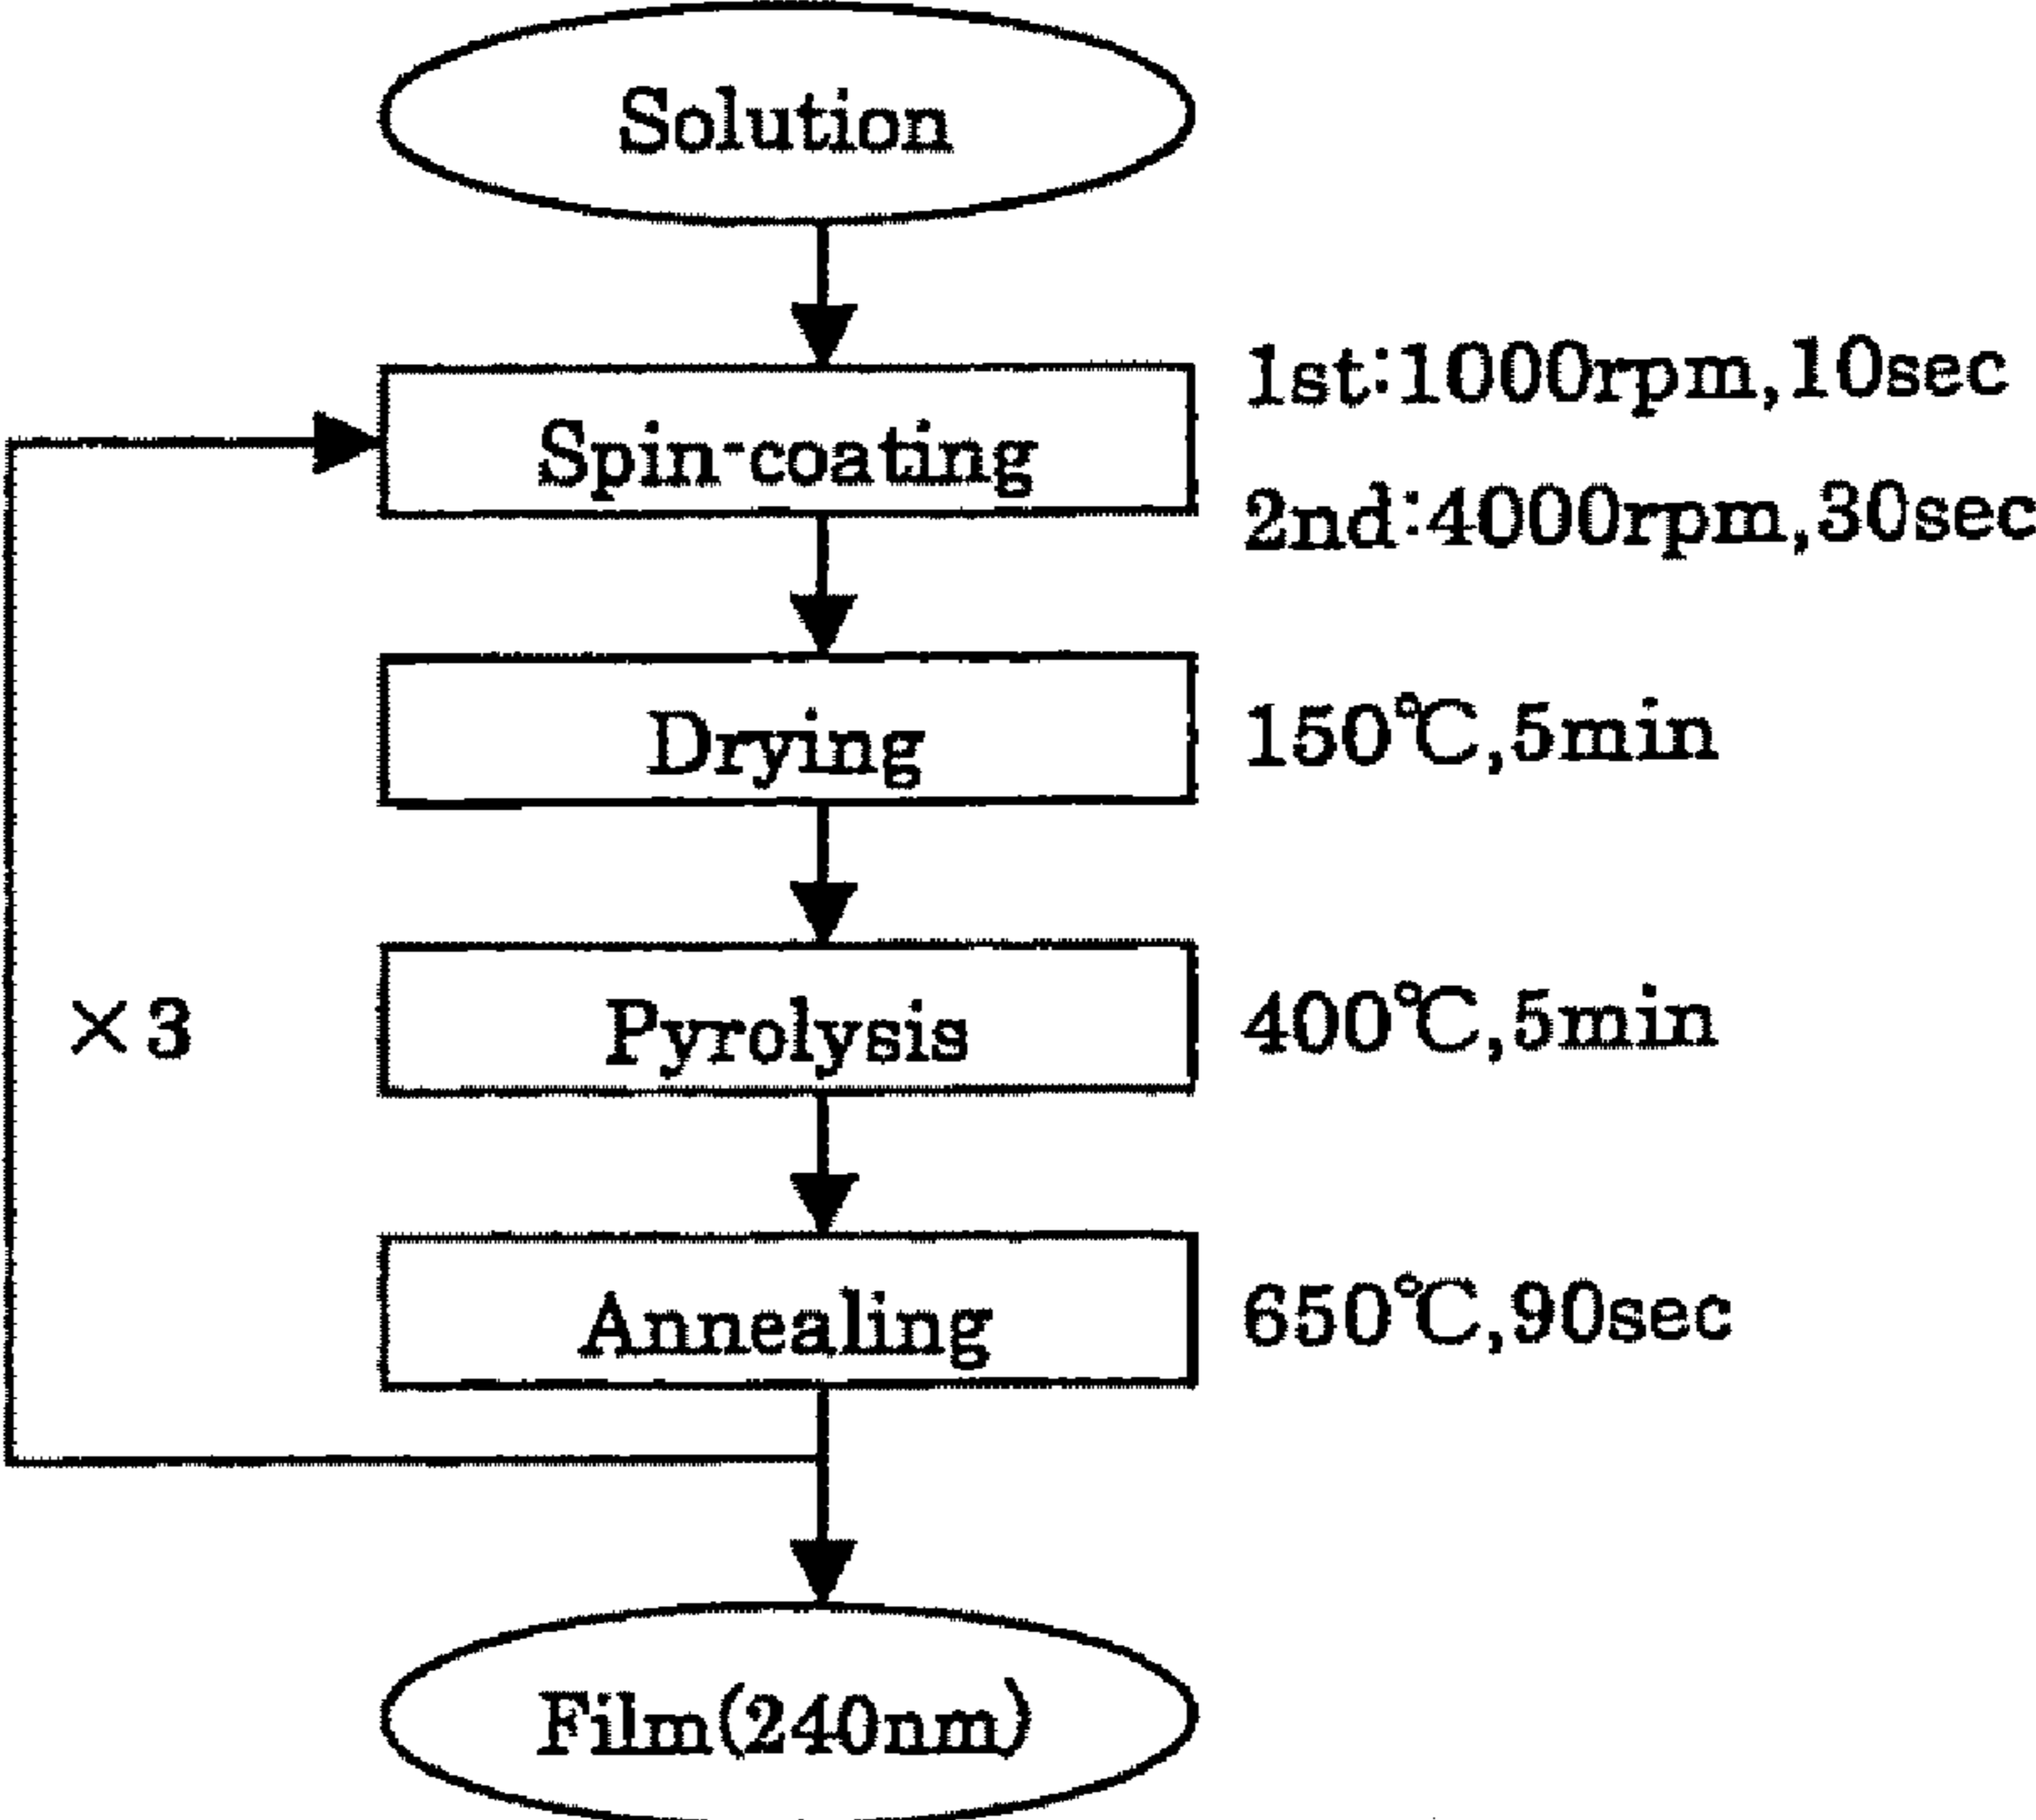 Solution
Spin-coating
1st:1000rpm,10sec
2nd:4000rpm,30sec
Drying
150℃,5min
Pyrolysis
400℃,5min
×3
Annealing
650℃,90sec
Film(240nm)